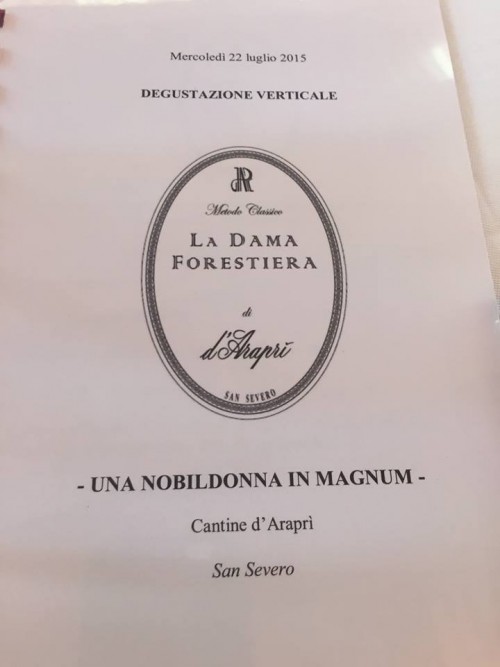 Mercoledì 22 luglio 2015
DEGUSTAZIONE VERTICALE
dR
Metodo Classico
LA DAMA
FORESTIERA
di
d'Araprì
SAN SEVERO
- UNA NOBILDONNA IN MAGNUM -
Cantine d'Araprì
San Severo